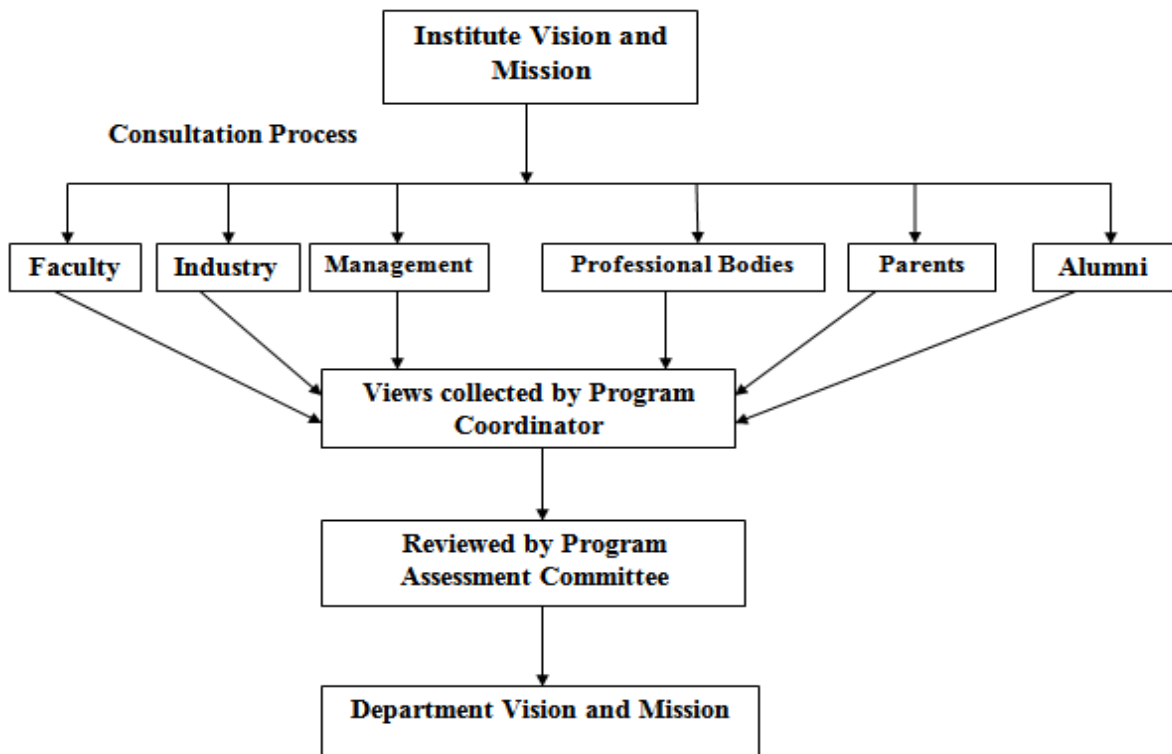 Institute Vision and
Mission
Consultation Process
Faculty
Industry
Management
Professional Bodies
Parents
Alumni
Views collected by Program
Coordinator
Reviewed by Program
Assessment Committee
Department Vision and Mission